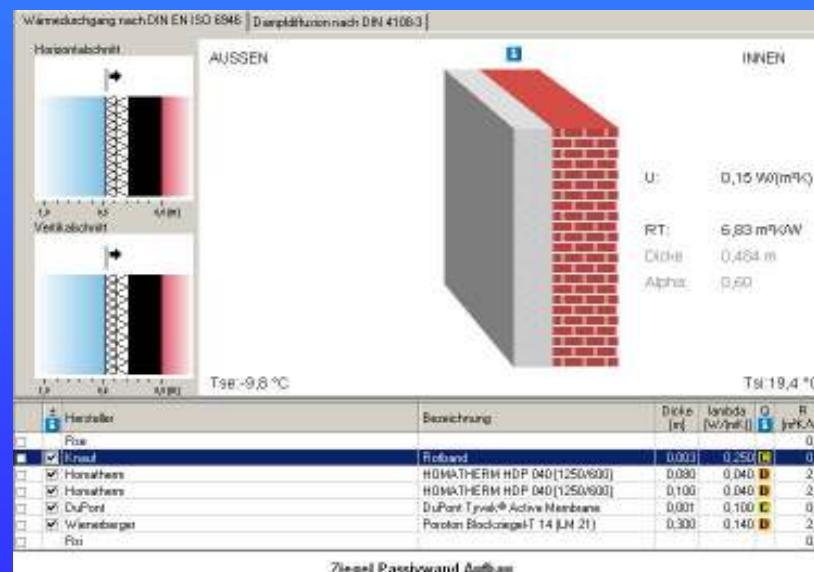 Wärmedurchgang nach DIN EN ISO 6946 Dampfdiffusion nach DIN 4108-3
Horizontalschnitt
AUSSEN
INNEN
U: 0,15 W/(m²K)
RT: 6,83 m²K/W
Dicke 0,484 m
Alpha: 0,60
Vertikalschnitt
Tse:-9,8 °C
Tsi:19,4 °C
Hersteller Bezeichnung Dicke [m] lambda [W/(mK)] Q R
Rse
Knauf Rotband 0,003 0,250
Homatherm HOMATHERM HDP 040 [1250/600] 0,080 0,040 D
Homatherm HOMATHERM HDP 040 [1250/600] 0,100 0,040 D
DuPont DuPont Tyvek® Active Membrane 0,001 0,100 C
Wienerberger Poroton Blockziegel-T 14 (LM 21) 0,300 0,140 D
Rsi
Ziegel Passivwand Aufbau